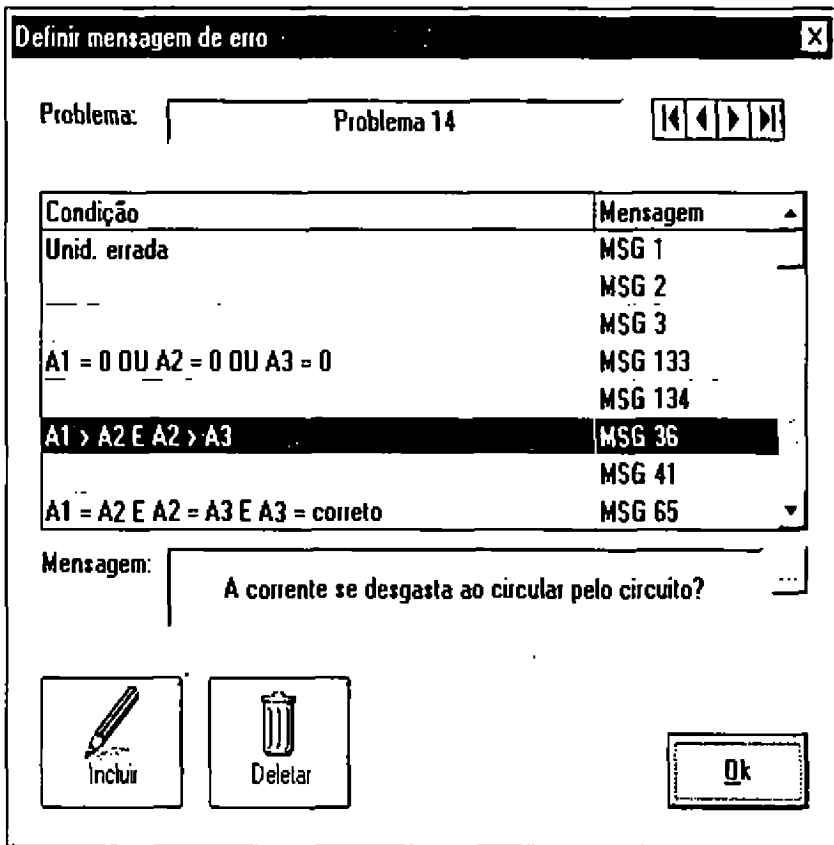 Definir mensagem de erro
Problema: Problema 14
Condição Mensagem
Unid. errada MSG 1
MSG 2
MSG 3
A1 = 0 OU A2 = 0 OU A3 = 0 MSG 133
MSG 134
A1 > A2 E A2 > A3 MSG 36
MSG 41
A1 = A2 E A2 = A3 E A3 = correto MSG 65
Mensagem: ...
A corrente se desgasta ao circular pelo circuito?
Incluir Deletar Ok